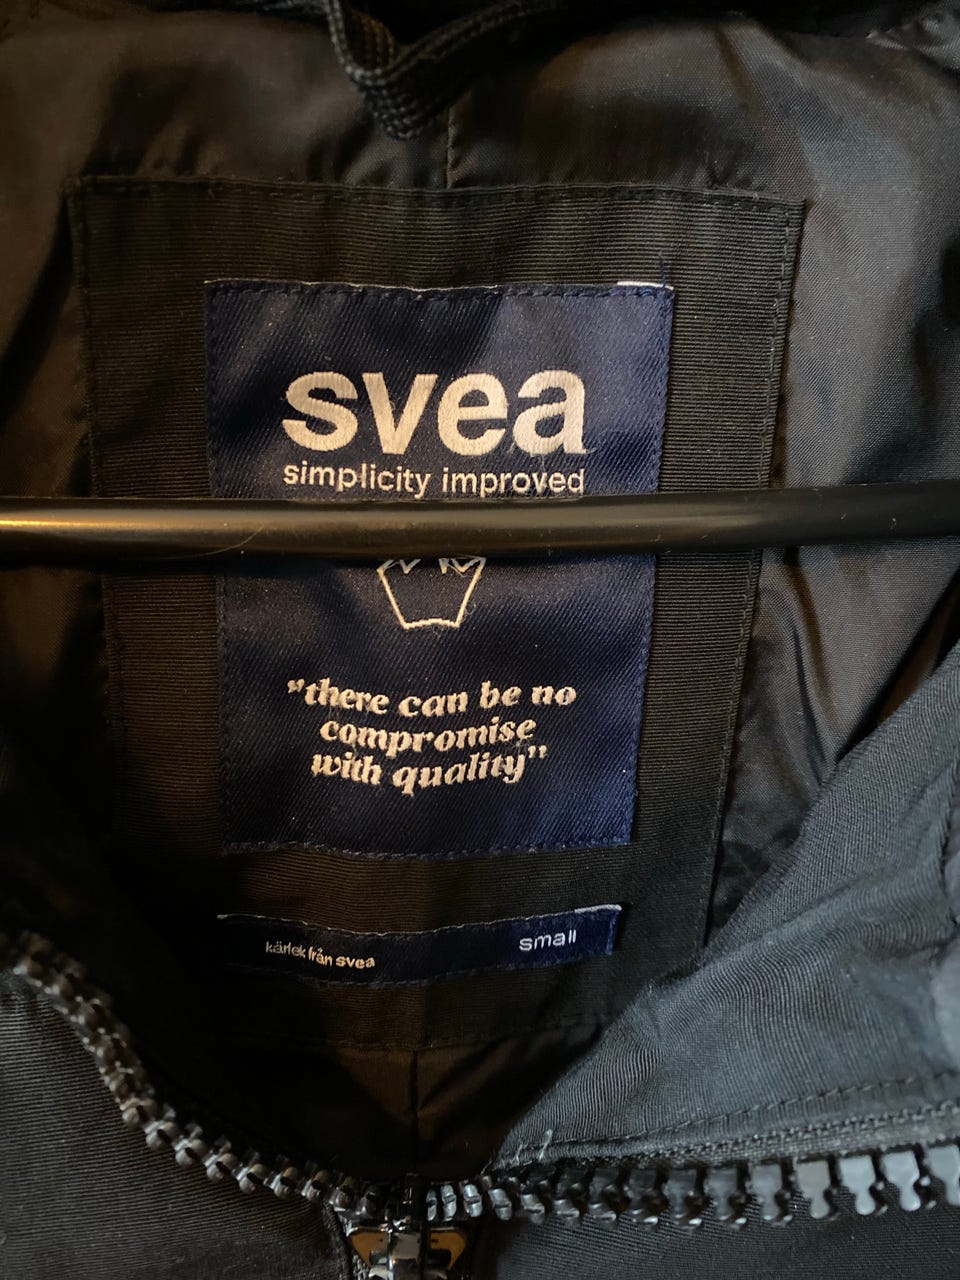 svea
simplicity improved
"there can be no
compromise
with quality"
kärlek från svea
small